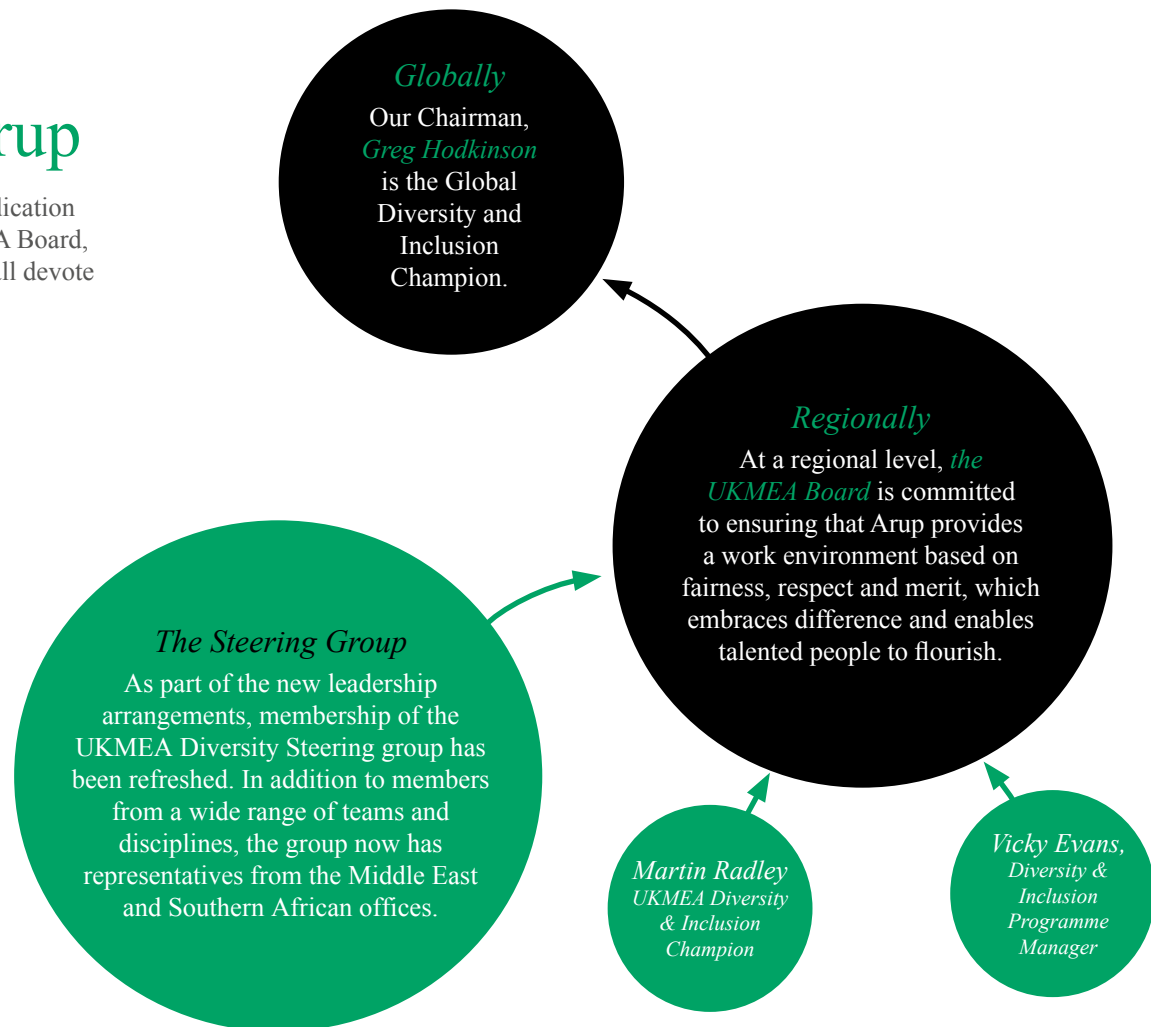 rup
lication
A Board,
all devote
Globally
Our Chairman,
Greg Hodkinson
is the Global
Diversity and
Inclusion
Champion.
Regionally
At a regional level, the
UKMEA Board is committed
to ensuring that Arup provides
a work environment based on
fairness, respect and merit, which
embraces difference and enables
talented people to flourish.
The Steering Group
As part of the new leadership
arrangements, membership of the
UKMEA Diversity Steering group has
been refreshed. In addition to members
from a wide range of teams and
disciplines, the group now has
representatives from the Middle East
and Southern African offices.
Martin Radley
UKMEA Diversity
& Inclusion
Champion
Vicky Evans,
Diversity &
Inclusion
Programme
Manager